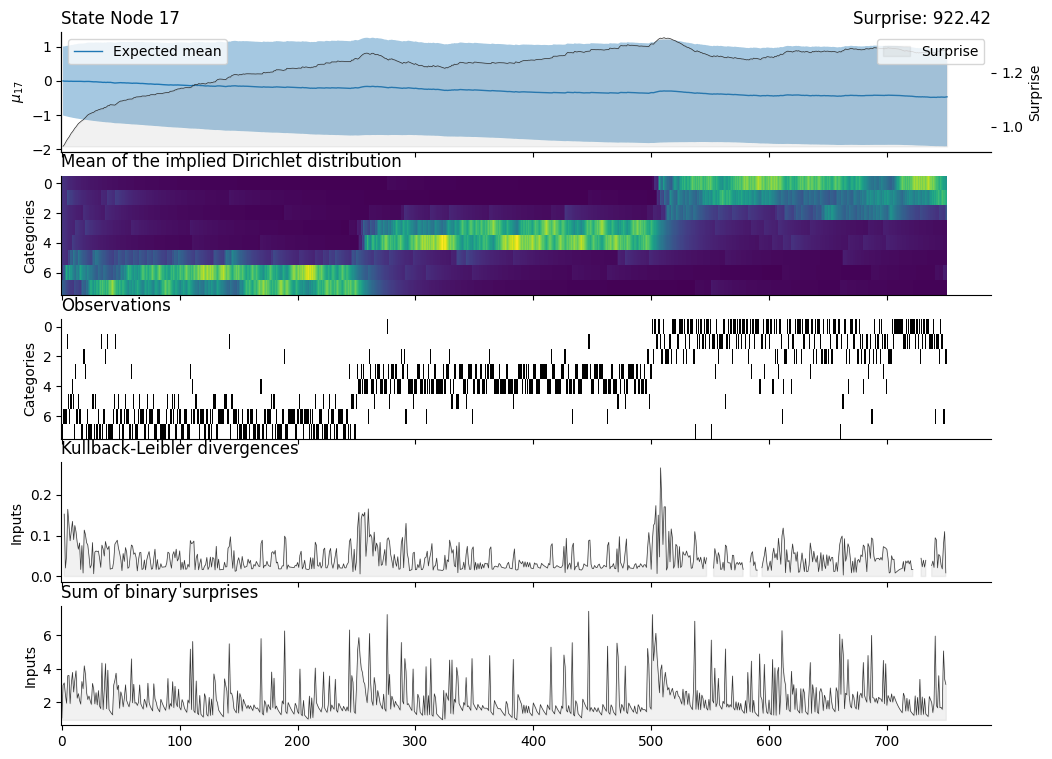 State Node 17
Surprise: 922.42
Expected mean
Surprise
1
0
−1
−2
μ17
1.2
1.0
Surprise
Mean of the implied Dirichlet distribution
0
2
4
6
Categories
Observations
0
2
4
6
Categories
Kullback-Leibler divergences
0.2
0.1
0.0
Inputs
Sum of binary surprises
6
4
2
Inputs
0 100 200 300 400 500 600 700